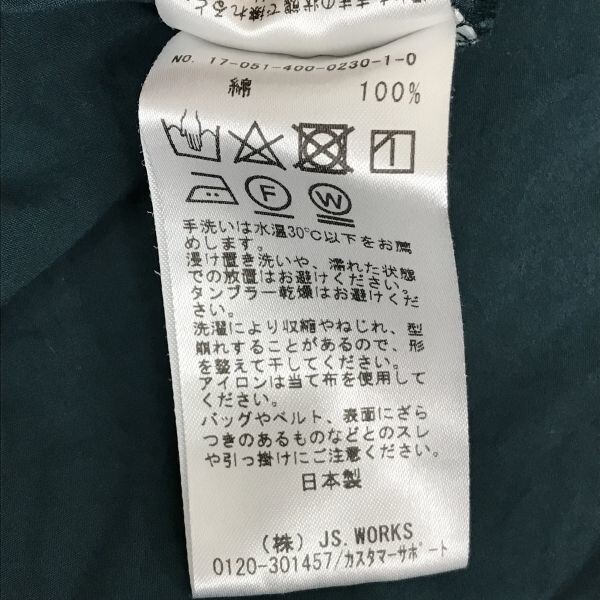 NO. 17-051-400-0230-1-0
綿 100%
F
W
手洗いは水温30℃以下をお薦
めします。
浸け置き洗いや、濡れた状態
での放置はお避けください。
タンブラー乾燥はお避けくだ
さい。
洗濯により収縮やねじれ、型
崩れすることがあるので、形
を整えて干してください。
アイロンは当て布を使用して
ください。
バッグやベルト、表面にざら
つきのあるものなどとのスレ
や引っ掛けにご注意ください。
日本製
(株) JS.WORKS
0120-301457/カスタマーサポート